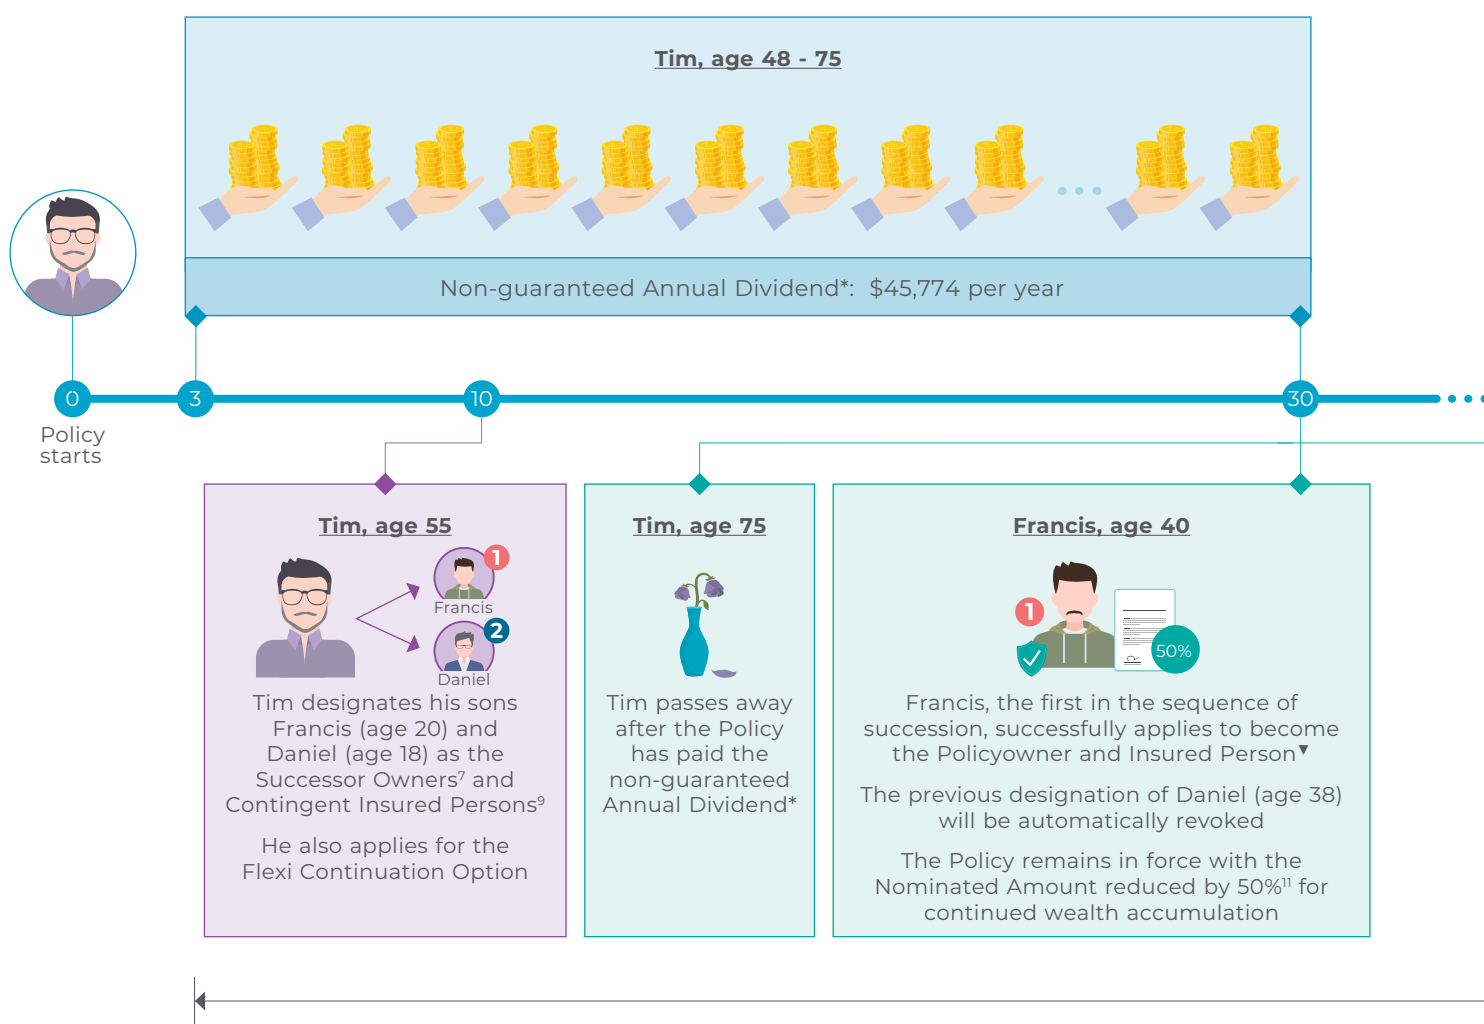 Tim, age 48 - 75
Non-guaranteed Annual Dividend*: $45,774 per year
0
3
10
30
Policy
starts
Tim, age 55
1
Francis
2
Daniel
Tim designates his sons
Francis (age 20) and
Daniel (age 18) as the
Successor Owners⁷ and
Contingent Insured Persons⁹
He also applies for the
Flexi Continuation Option
Tim, age 75
Tim passes away
after the Policy
has paid the
non-guaranteed
Annual Dividend*
Francis, age 40
1
50%
Francis, the first in the sequence of
succession, successfully applies to become
the Policyowner and Insured Person▼
The previous designation of Daniel (age 38)
will be automatically revoked
The Policy remains in force with the
Nominated Amount reduced by 50%¹¹ for
continued wealth accumulation